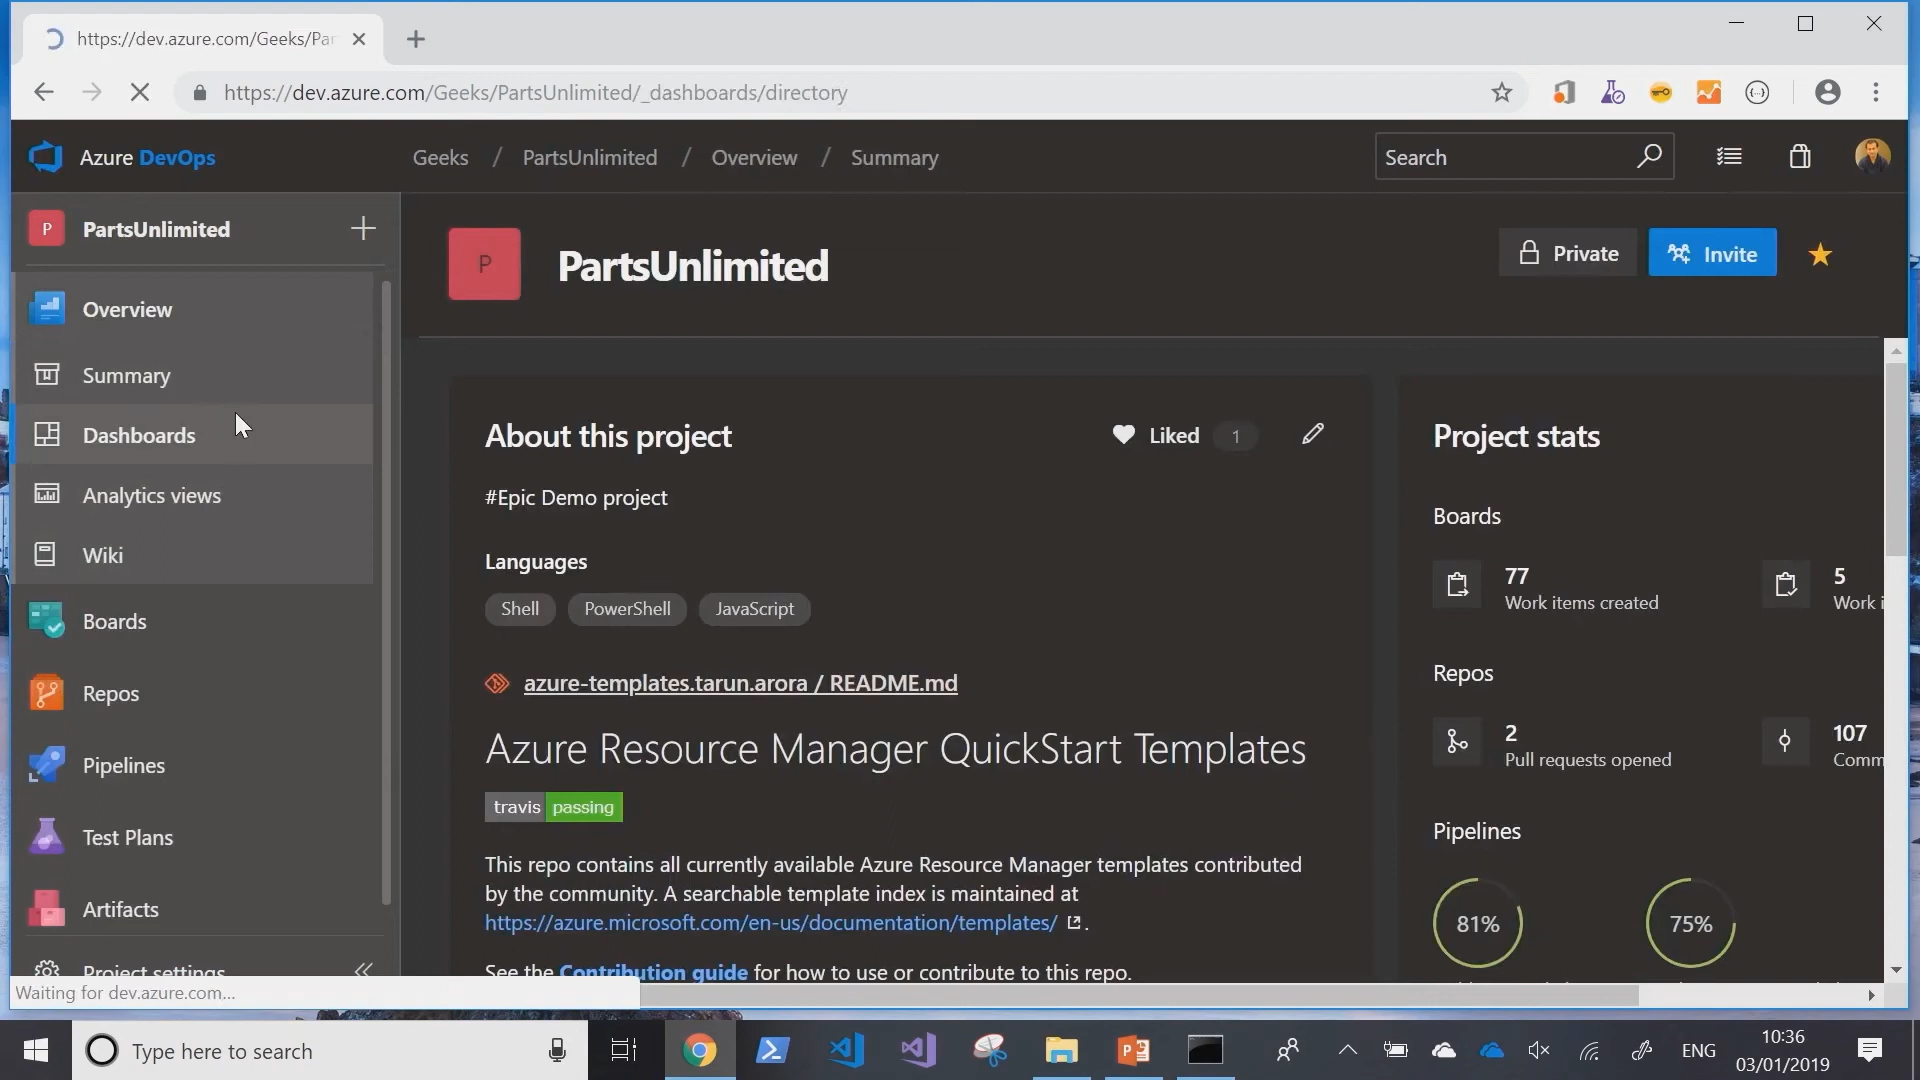 https://dev.azure.com/Geeks/Par
https://dev.azure.com/Geeks/PartsUnlimited/_dashboards/directory
Azure DevOps
Geeks / PartsUnlimited / Overview / Summary
Search
P PartsUnlimited
Overview
Summary
Dashboards
Analytics views
Wiki
Boards
Repos
Pipelines
Test Plans
Artifacts
Project settings
Waiting for dev.azure.com...
P PartsUnlimited
Private
Invite
About this project
Liked 1
#Epic Demo project
Languages
Shell PowerShell JavaScript
azure-templates.tarun.arora / README.md
Azure Resource Manager QuickStart Templates
travis passing
This repo contains all currently available Azure Resource Manager templates contributed
by the community. A searchable template index is maintained at
https://azure.microsoft.com/en-us/documentation/templates/ .
See the Contribution guide for how to use or contribute to this repo.
Project stats
Boards
77
Work items created
5
Work i
Repos
2
Pull requests opened
107
Comm
Pipelines
81%
75%
Type here to search
ENG
10:36
03/01/2019